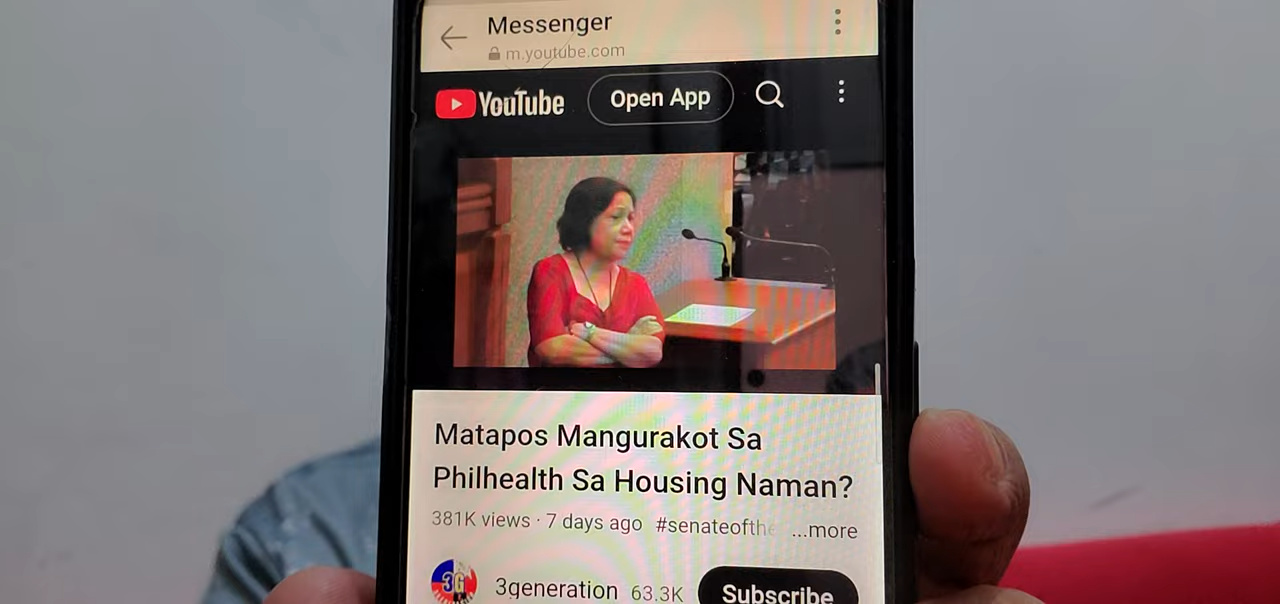 Messenger
m.youtube.com
YouTube
Open App
Matapos Mangurakot Sa
Philhealth Sa Housing Naman?
381K views · 7 days ago #senateofthe ...more
3G
3generation 63.3K
Subscribe